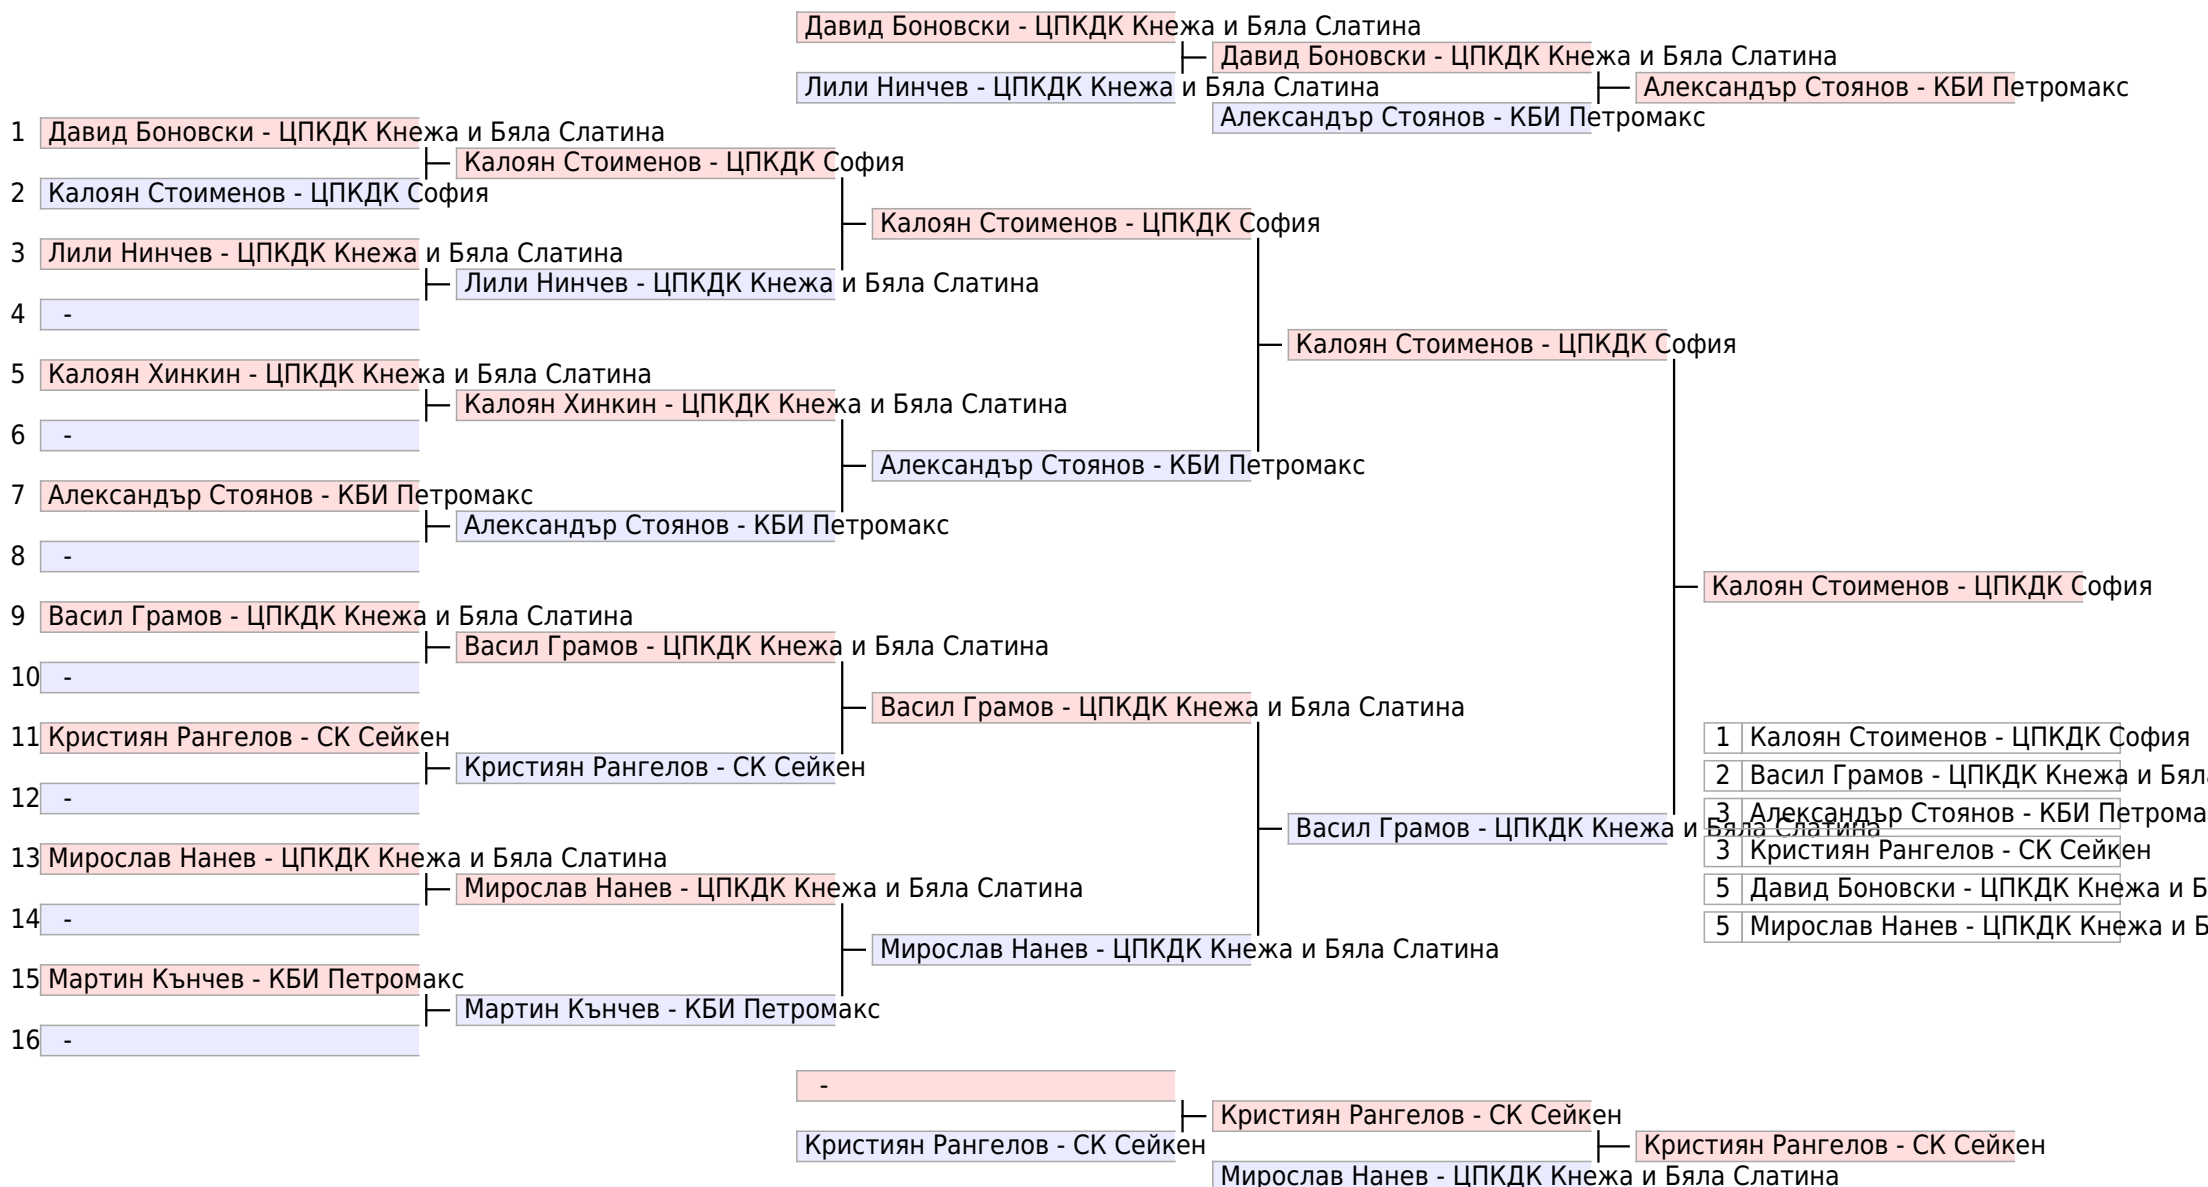 Давид Боновски - ЦПКДК Кнежа и Бяла Слатина
Давид Боновски - ЦПКДК Кнежа и Бяла Слатина
Лили Нинчев - ЦПКДК Кнежа и Бяла Слатина
Александър Стоянов - КБИ Петромакс
Александър Стоянов - КБИ Петромакс
1 Давид Боновски - ЦПКДК Кнежа и Бяла Слатина
Калоян Стоименов - ЦПКДК София
2 Калоян Стоименов - ЦПКДК София
Калоян Стоименов - ЦПКДК София
3 Лили Нинчев - ЦПКДК Кнежа и Бяла Слатина
Лили Нинчев - ЦПКДК Кнежа и Бяла Слатина
4 -
Калоян Стоименов - ЦПКДК София
5 Калоян Хинкин - ЦПКДК Кнежа и Бяла Слатина
Калоян Хинкин - ЦПКДК Кнежа и Бяла Слатина
6 -
Александър Стоянов - КБИ Петромакс
7 Александър Стоянов - КБИ Петромакс
Александър Стоянов - КБИ Петромакс
8 -
Калоян Стоименов - ЦПКДК София
9 Васил Грамов - ЦПКДК Кнежа и Бяла Слатина
Васил Грамов - ЦПКДК Кнежа и Бяла Слатина
10 -
Васил Грамов - ЦПКДК Кнежа и Бяла Слатина
11 Кристиян Рангелов - СК Сейкен
Кристиян Рангелов - СК Сейкен
12 -
Васил Грамов - ЦПКДК Кнежа и Бяла Слатина
13 Мирослав Нанев - ЦПКДК Кнежа и Бяла Слатина
Мирослав Нанев - ЦПКДК Кнежа и Бяла Слатина
14 -
Мирослав Нанев - ЦПКДК Кнежа и Бяла Слатина
15 Мартин Кънчев - КБИ Петромакс
Мартин Кънчев - КБИ Петромакс
16 -
1 Калоян Стоименов - ЦПКДК София
2 Васил Грамов - ЦПКДК Кнежа и Бял
3 Александър Стоянов - КБИ Петрома
3 Кристиян Рангелов - СК Сейкен
5 Давид Боновски - ЦПКДК Кнежа и Б
5 Мирослав Нанев - ЦПКДК Кнежа и Б
-
Кристиян Рангелов - СК Сейкен
Кристиян Рангелов - СК Сейкен
Кристиян Рангелов - СК Сейкен
Мирослав Нанев - ЦПКДК Кнежа и Бяла Слатина